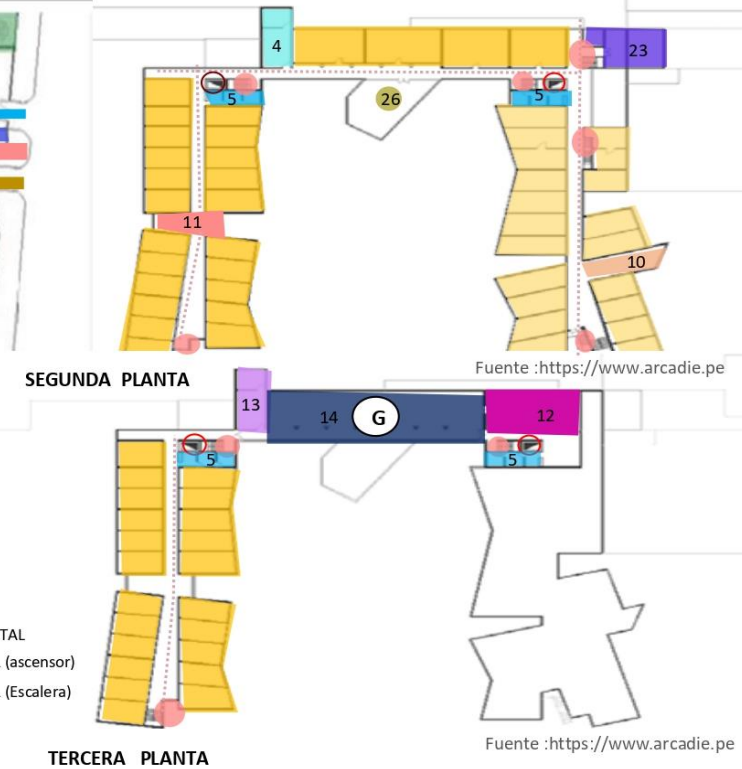 4
23
5
26
5
11
10
Fuente :https://www.arcadie.pe
SEGUNDA PLANTA
13
14
G
12
5
5
TAL
(ascensor)
(Escalera)
Fuente :https://www.arcadie.pe
TERCERA PLANTA